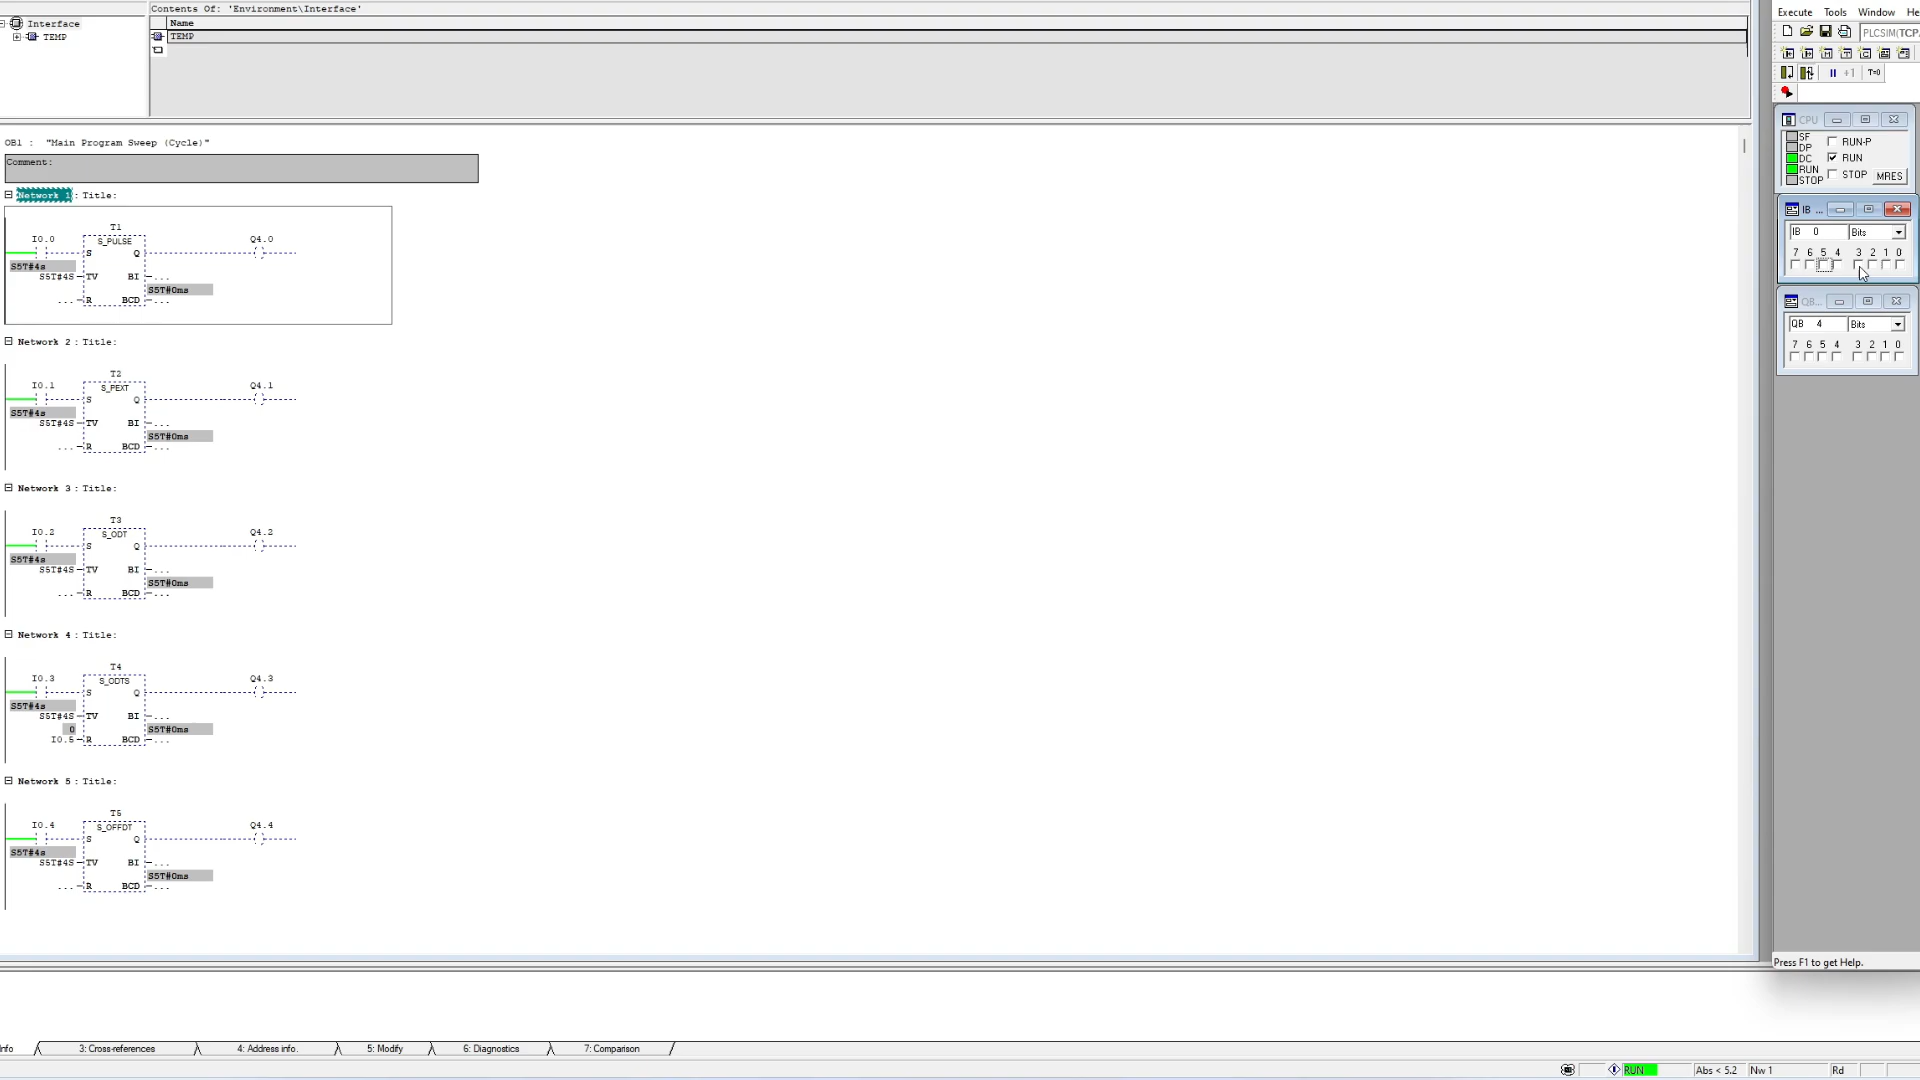 Contents Of: 'Environment\Interface'
Interface
TEMP
Name
TEMP
OB1 : "Main Program Sweep (Cycle)"
Comment:
Network 1 : Title:
T1
I0.0
S_PULSE
Q4.0
S
Q
S5T#4s
S5T#4S
TV
BI
...
S5T#0ms
...
R
BCD
...
Network 2 : Title:
T2
I0.1
S_PEXT
Q4.1
S
Q
S5T#4s
S5T#4S
TV
BI
...
S5T#0ms
...
R
BCD
...
Network 3 : Title:
T3
I0.2
S_ODT
Q4.2
S
Q
S5T#4s
S5T#4S
TV
BI
...
S5T#0ms
...
R
BCD
...
Network 4 : Title:
T4
I0.3
S_ODTS
Q4.3
S
Q
S5T#4s
S5T#4S
TV
BI
...
0
S5T#0ms
I0.5
R
BCD
...
Network 5 : Title:
T5
I0.4
S_OFFDT
Q4.4
S
Q
S5T#4s
S5T#4S
TV
BI
...
S5T#0ms
...
R
BCD
...
Execute Tools Window He
PLCSIM(TCP
+1 T=0
CPU
SF
DP
DC
RUN
STOP
RUN-P
RUN
STOP
MRES
IB ...
IB 0 Bits
7 6 5 4 3 2 1 0
QB...
QB 4 Bits
7 6 5 4 3 2 1 0
Press F1 to get Help.
nfo
3: Cross-references
4: Address info.
5: Modify
6: Diagnostics
7: Comparison
RUN
Abs < 5.2
Nw 1
Rd